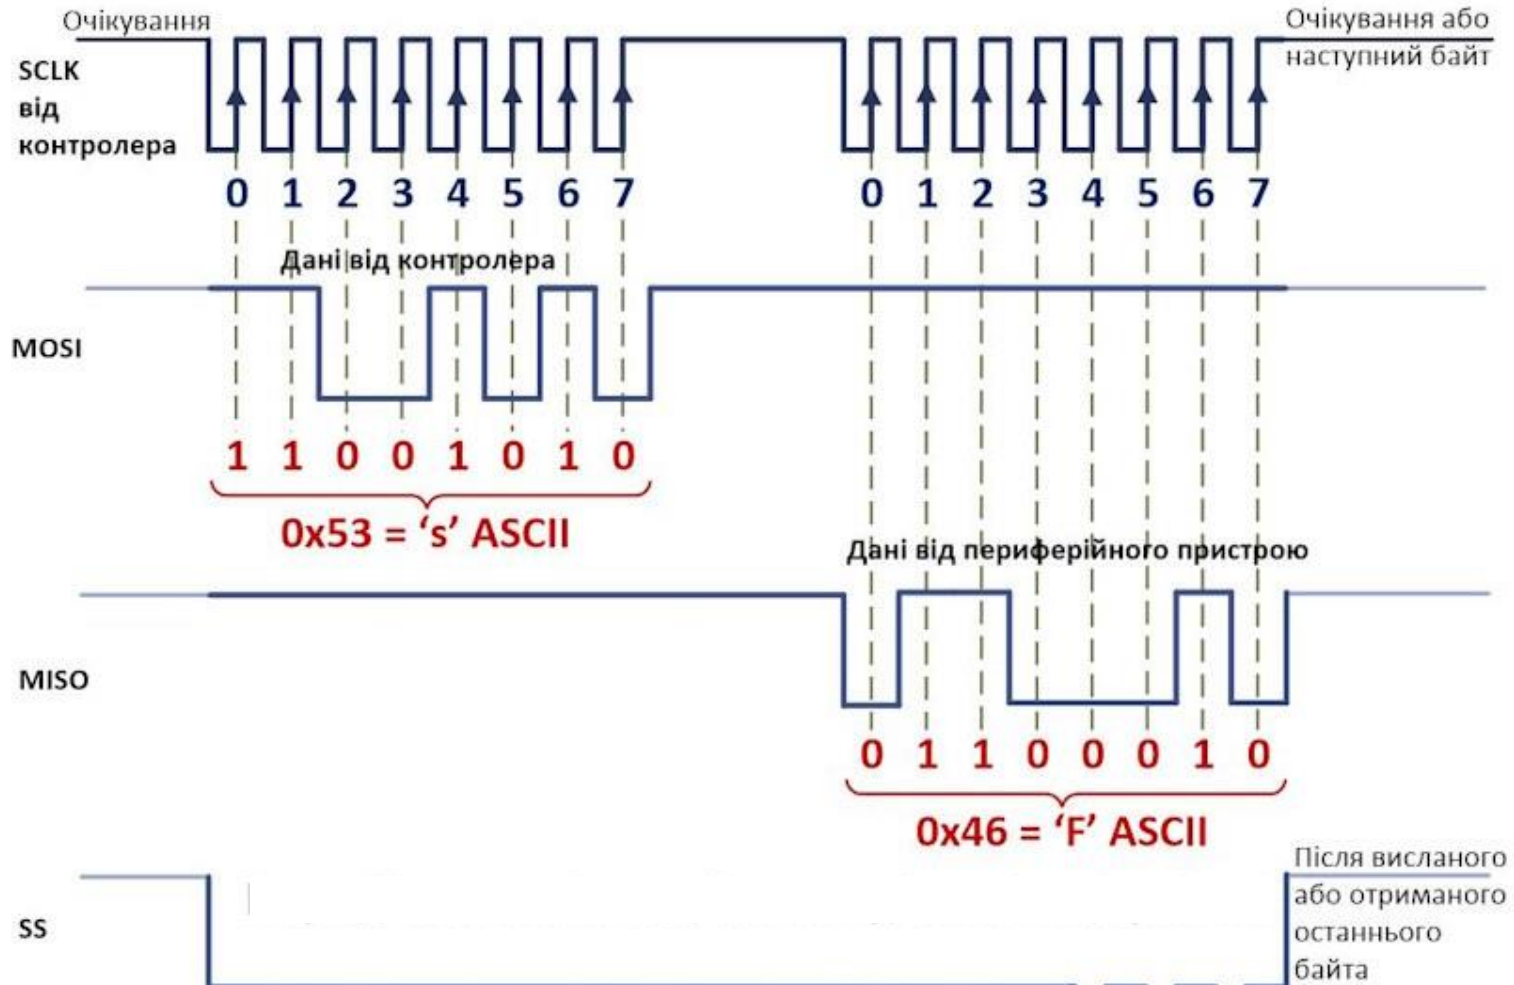 Очікування
Очікування або
наступний байт
SCLK
від
контролера
0 1 2 3 4 5 6 7
0 1 2 3 4 5 6 7
Дані від контролера
MOSI
1 1 0 0 1 0 1 0
0x53 = ‘s’ ASCII
Дані від периферійного пристрою
MISO
0 1 1 0 0 0 1 0
0x46 = ‘F’ ASCII
SS
Після висланого
або отриманого
останнього
байта